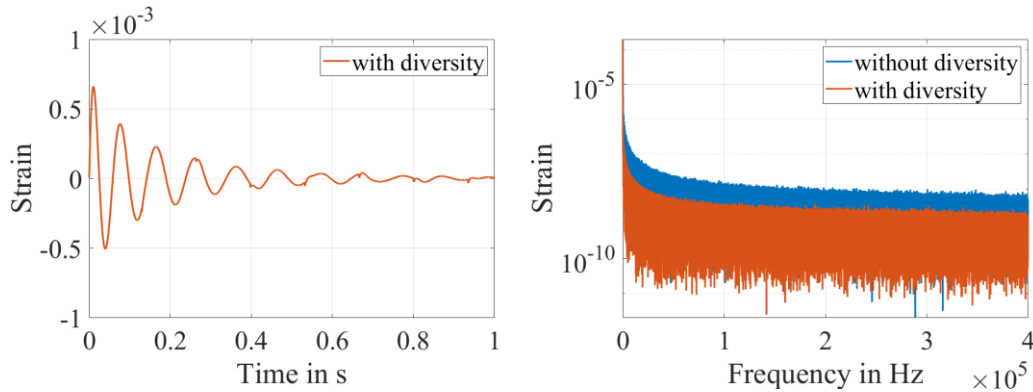 ×10⁻³
1
with diversity
0.5
Strain
0
-0.5
-1
0 0.2 0.4 0.6 0.8 1
Time in s
without diversity
with diversity
10⁻⁵
Strain
10⁻¹⁰
0 1 2 3 4
Frequency in Hz ×10⁵